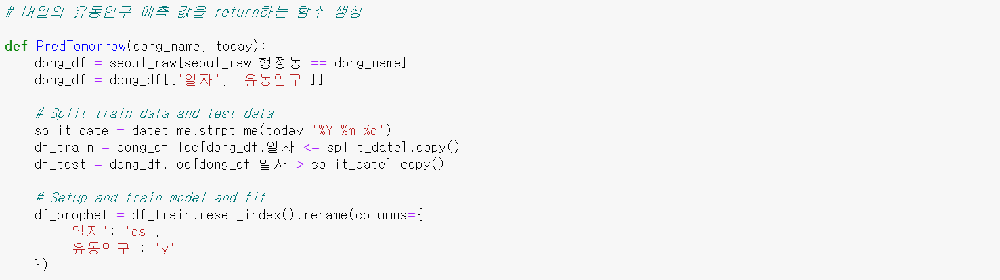 # 내일의 유동인구 예측 값을 return하는 함수 생성
def PredTomorrow(dong_name, today):
    dong_df = seoul_raw[seoul_raw.행정동 == dong_name]
    dong_df = dong_df[['일자', '유동인구']]
    # Split train data and test data
    split_date = datetime.strptime(today,'%Y-%m-%d')
    df_train = dong_df.loc[dong_df.일자 <= split_date].copy()
    df_test = dong_df.loc[dong_df.일자 > split_date].copy()
    # Setup and train model and fit
    df_prophet = df_train.reset_index().rename(columns={
        '일자': 'ds',
        '유동인구': 'y'
    })